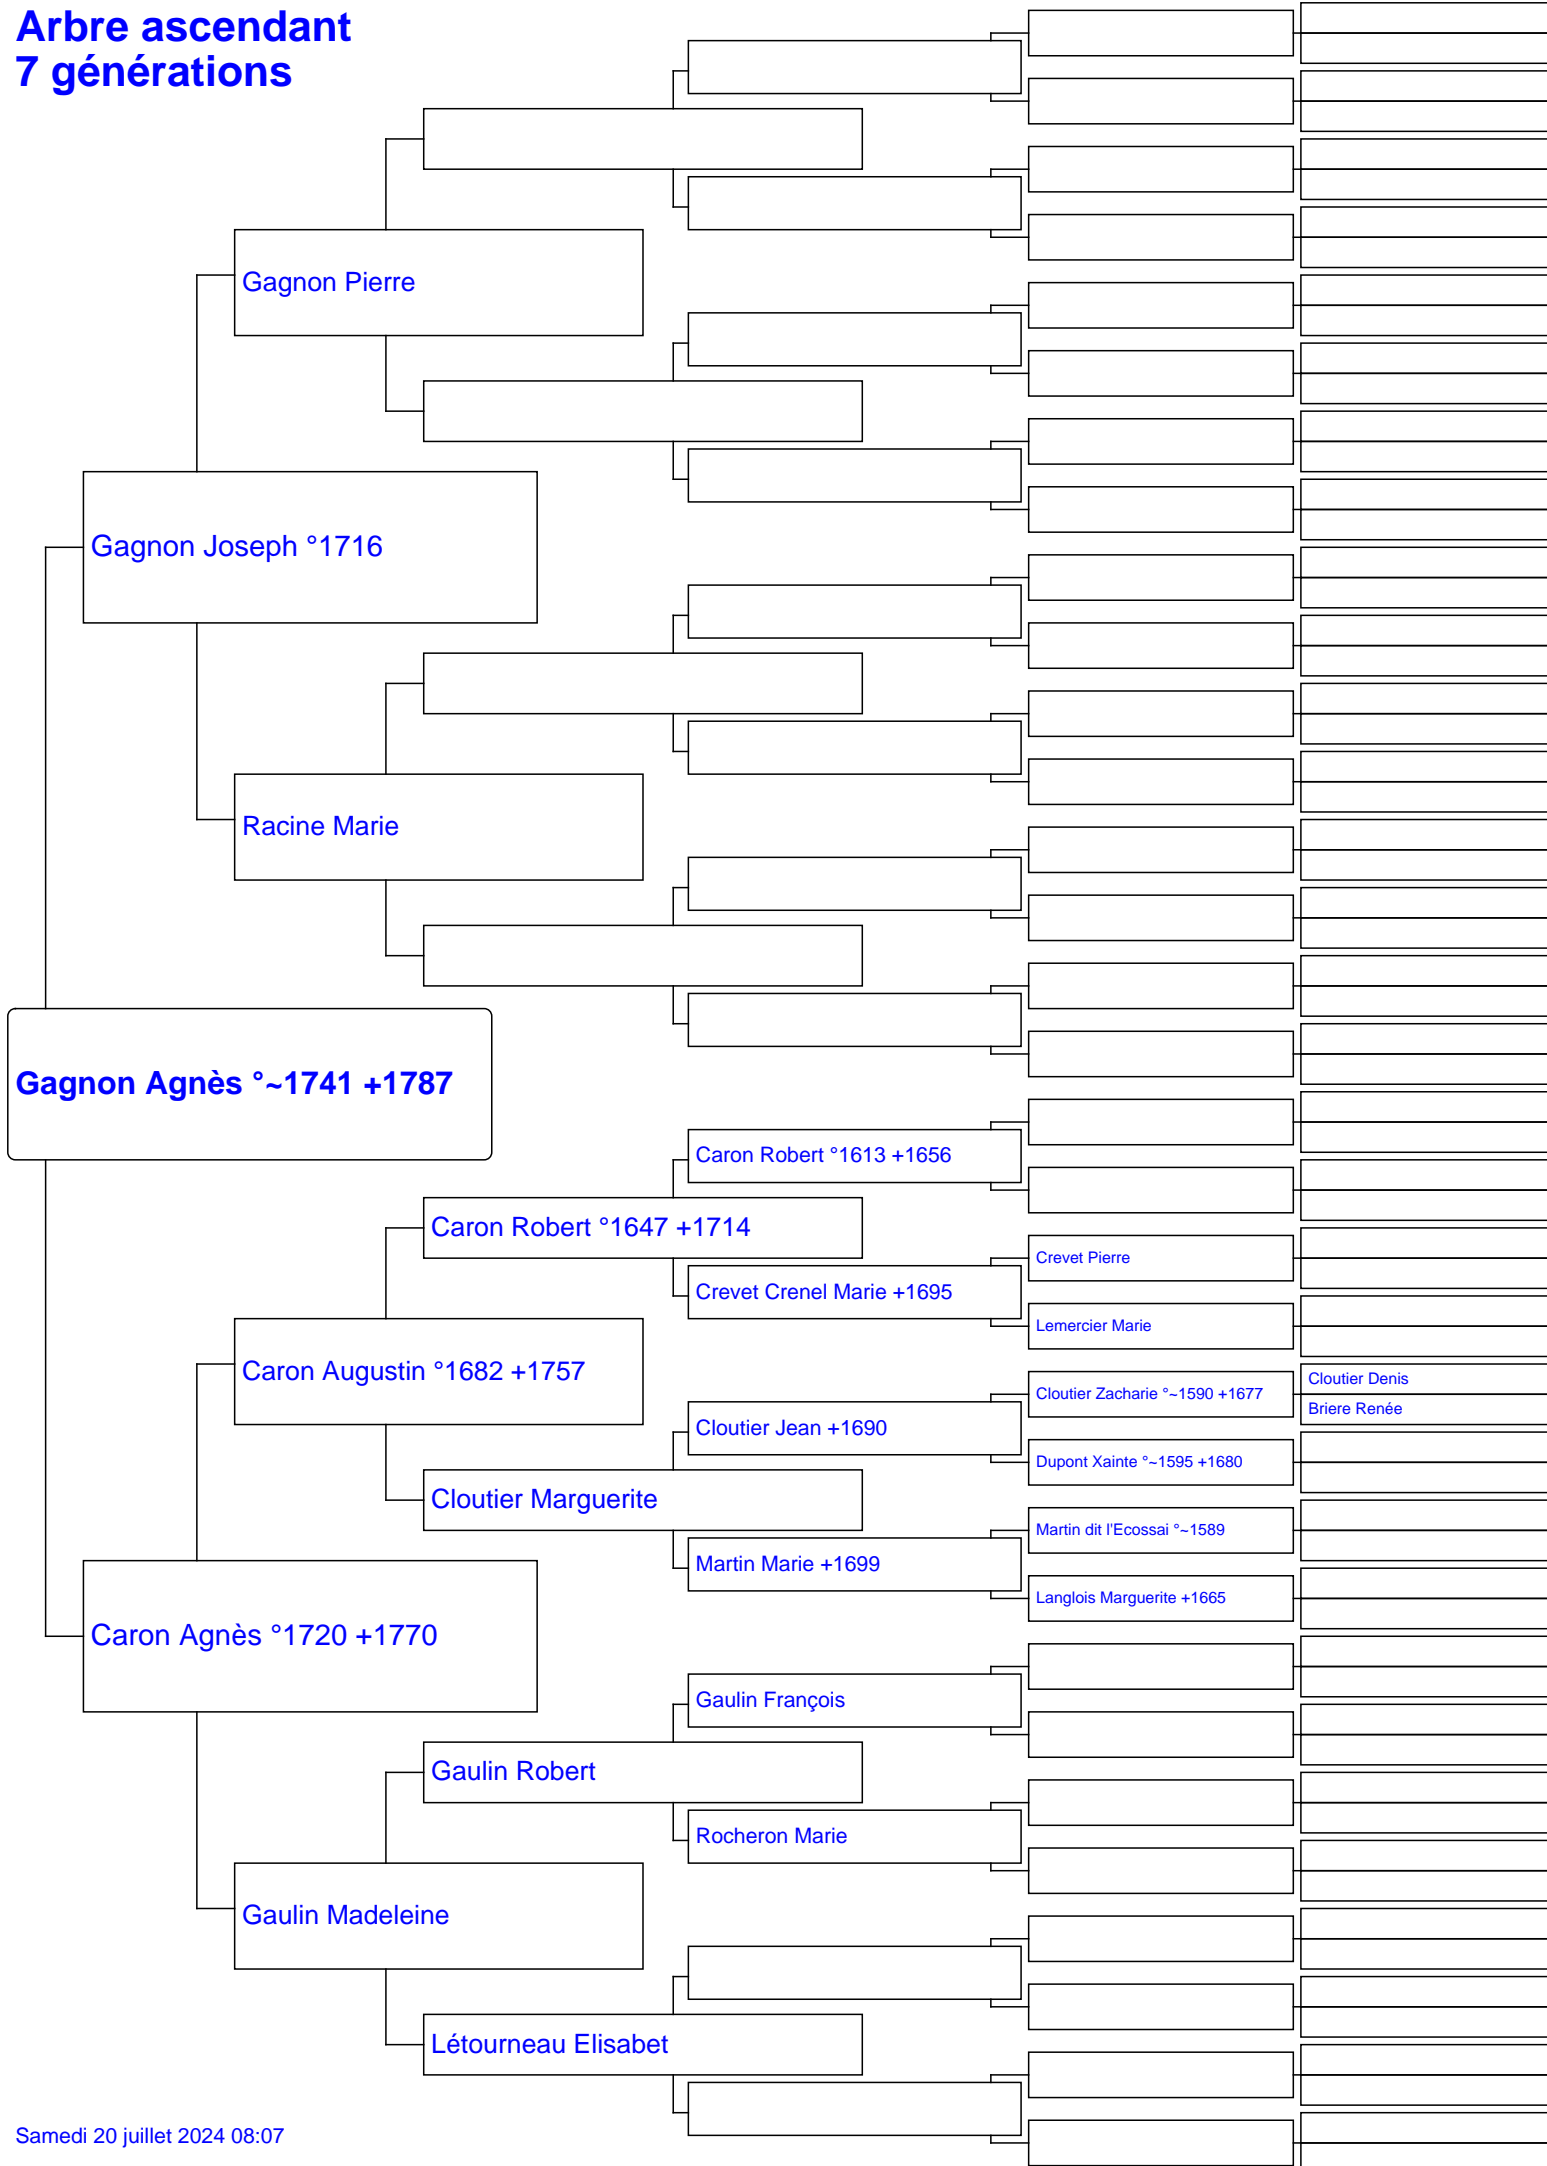 Arbre ascendant
7 générations
Gagnon Pierre
Gagnon Joseph °1716
Racine Marie
Gagnon Agnès °~1741 +1787
Caron Robert °1613 +1656
Caron Robert °1647 +1714
Crevet Pierre
Crevet Crenel Marie +1695
Lemercier Marie
Caron Augustin °1682 +1757
Cloutier Denis
Cloutier Zacharie °~1590 +1677
Briere Renée
Cloutier Jean +1690
Dupont Xainte °~1595 +1680
Cloutier Marguerite
Martin dit l'Ecossai °~1589
Martin Marie +1699
Langlois Marguerite +1665
Caron Agnès °1720 +1770
Gaulin François
Gaulin Robert
Rocheron Marie
Gaulin Madeleine
Létourneau Elisabet
Samedi 20 juillet 2024 08:07